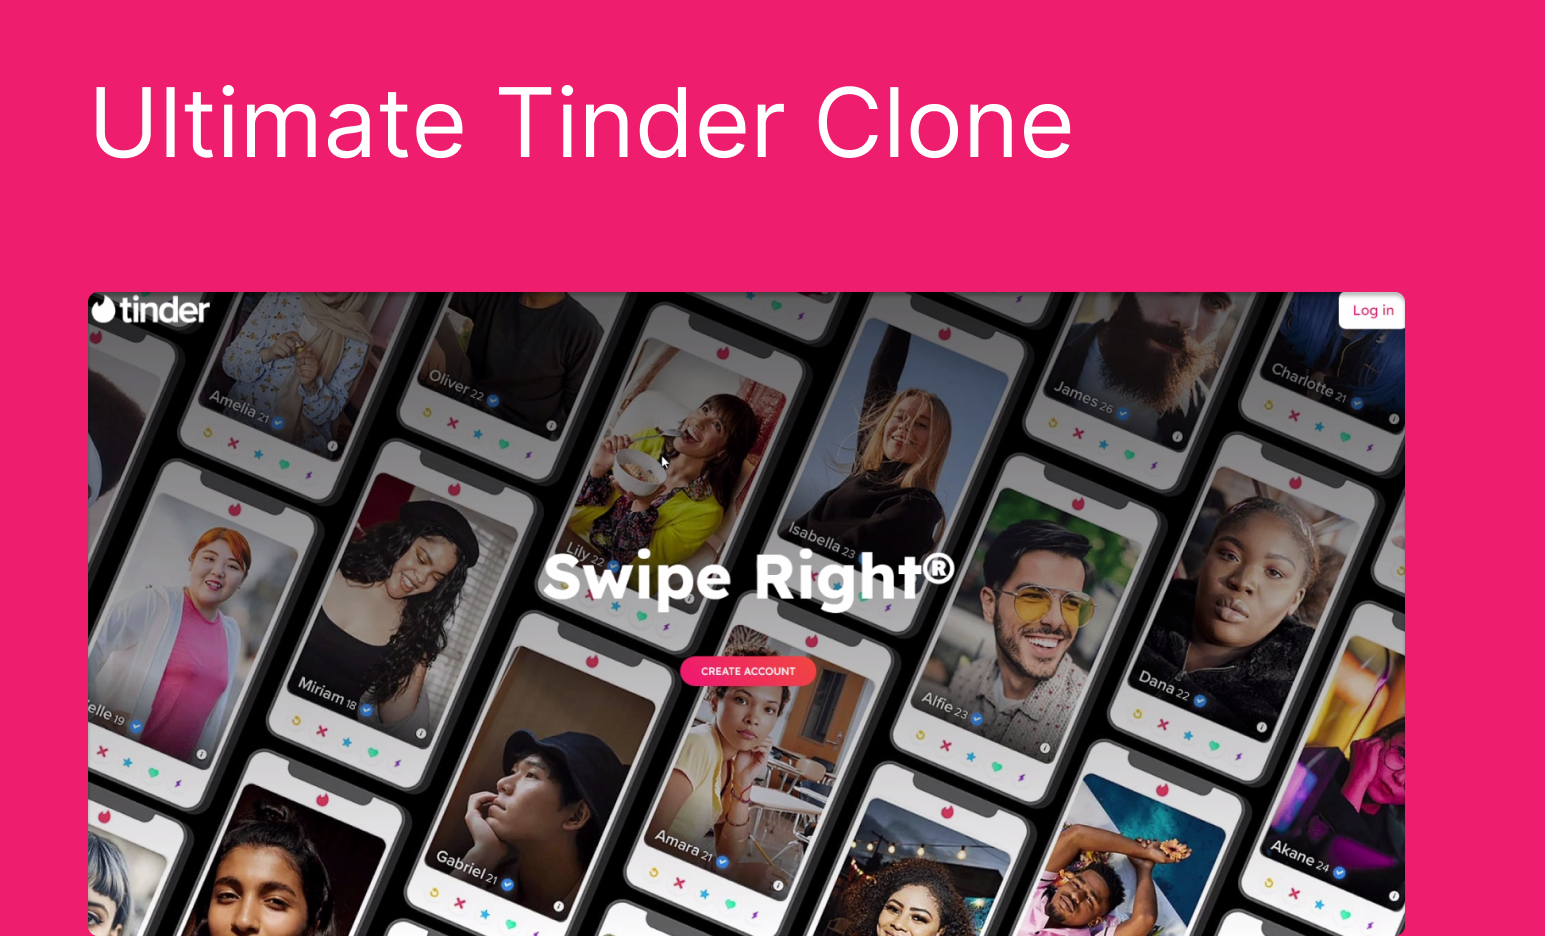 Ultimate Tinder Clone
tinder
Log in
Amelia 21
Oliver 22
James 26
Charlotte 21
Lily 22
Isabella 23
Swipe Right®
CREATE ACCOUNT
elle 19
Miriam 18
Alfie 23
Dana 22
Gabriel 21
Amara 21
Akane 24